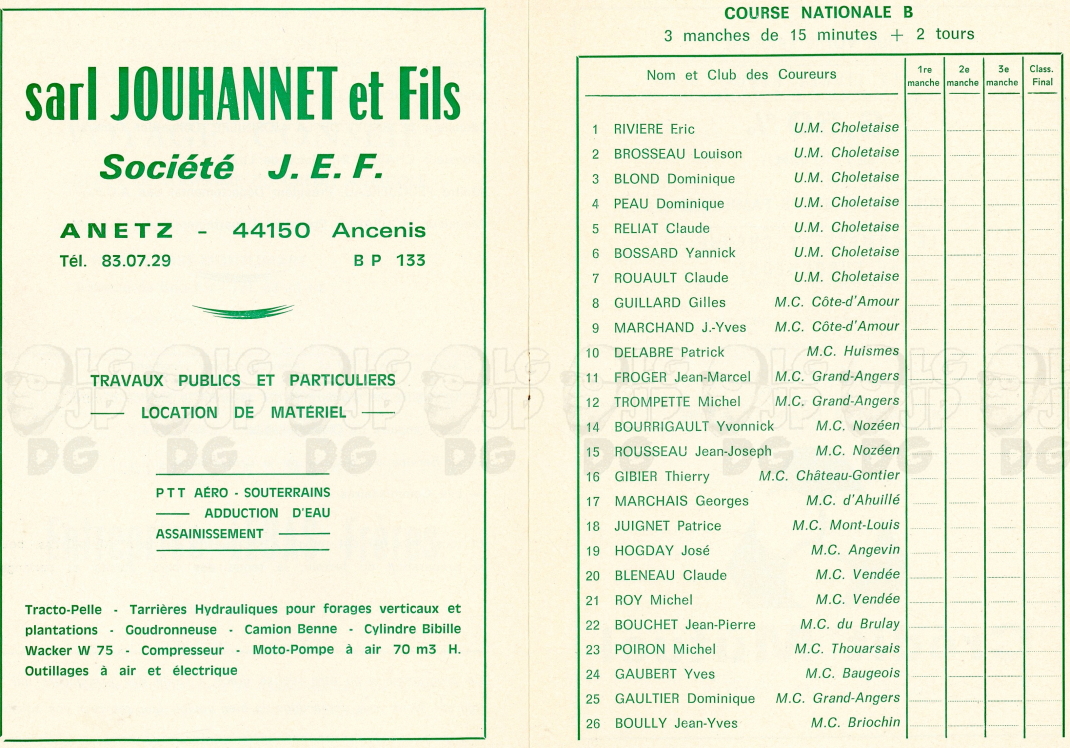 sarl JOUHANNET et Fils
Société J. E. F.
ANETZ - 44150 Ancenis
Tél. 83.07.29 B P 133
TRAVAUX PUBLICS ET PARTICULIERS
LOCATION DE MATÉRIEL
PTT AÉRO - SOUTERRAINS
ADDUCTION D'EAU
ASSAINISSEMENT
Tracto-Pelle - Tarrières Hydrauliques pour forages verticaux et
plantations - Goudronneuse - Camion Benne - Cylindre Bibille
Wacker W 75 - Compresseur - Moto-Pompe à air 70 m3 H.
Outillages à air et électrique
COURSE NATIONALE B
3 manches de 15 minutes + 2 tours
Nom et Club des Coureurs 1re manche 2e manche 3e manche Class. Final
1 RIVIERE Eric U.M. Choletaise
2 BROSSEAU Louison U.M. Choletaise
3 BLOND Dominique U.M. Choletaise
4 PEAU Dominique U.M. Choletaise
5 RELIAT Claude U.M. Choletaise
6 BOSSARD Yannick U.M. Choletaise
7 ROUAULT Claude U.M. Choletaise
8 GUILLARD Gilles M.C. Côte-d'Amour
9 MARCHAND J.-Yves M.C. Côte-d'Amour
10 DELABRE Patrick M.C. Huismes
11 FROGER Jean-Marcel M.C. Grand-Angers
12 TROMPETTE Michel M.C. Grand-Angers
14 BOURRIGAULT Yvonnick M.C. Nozéen
15 ROUSSEAU Jean-Joseph M.C. Nozéen
16 GIBIER Thierry M.C. Château-Gontier
17 MARCHAIS Georges M.C. d'Ahuillé
18 JUIGNET Patrice M.C. Mont-Louis
19 HOGDAY José M.C. Angevin
20 BLENEAU Claude M.C. Vendée
21 ROY Michel M.C. Vendée
22 BOUCHET Jean-Pierre M.C. du Brulay
23 POIRON Michel M.C. Thouarsais
24 GAUBERT Yves M.C. Baugeois
25 GAULTIER Dominique M.C. Grand-Angers
26 BOULLY Jean-Yves M.C. Briochin